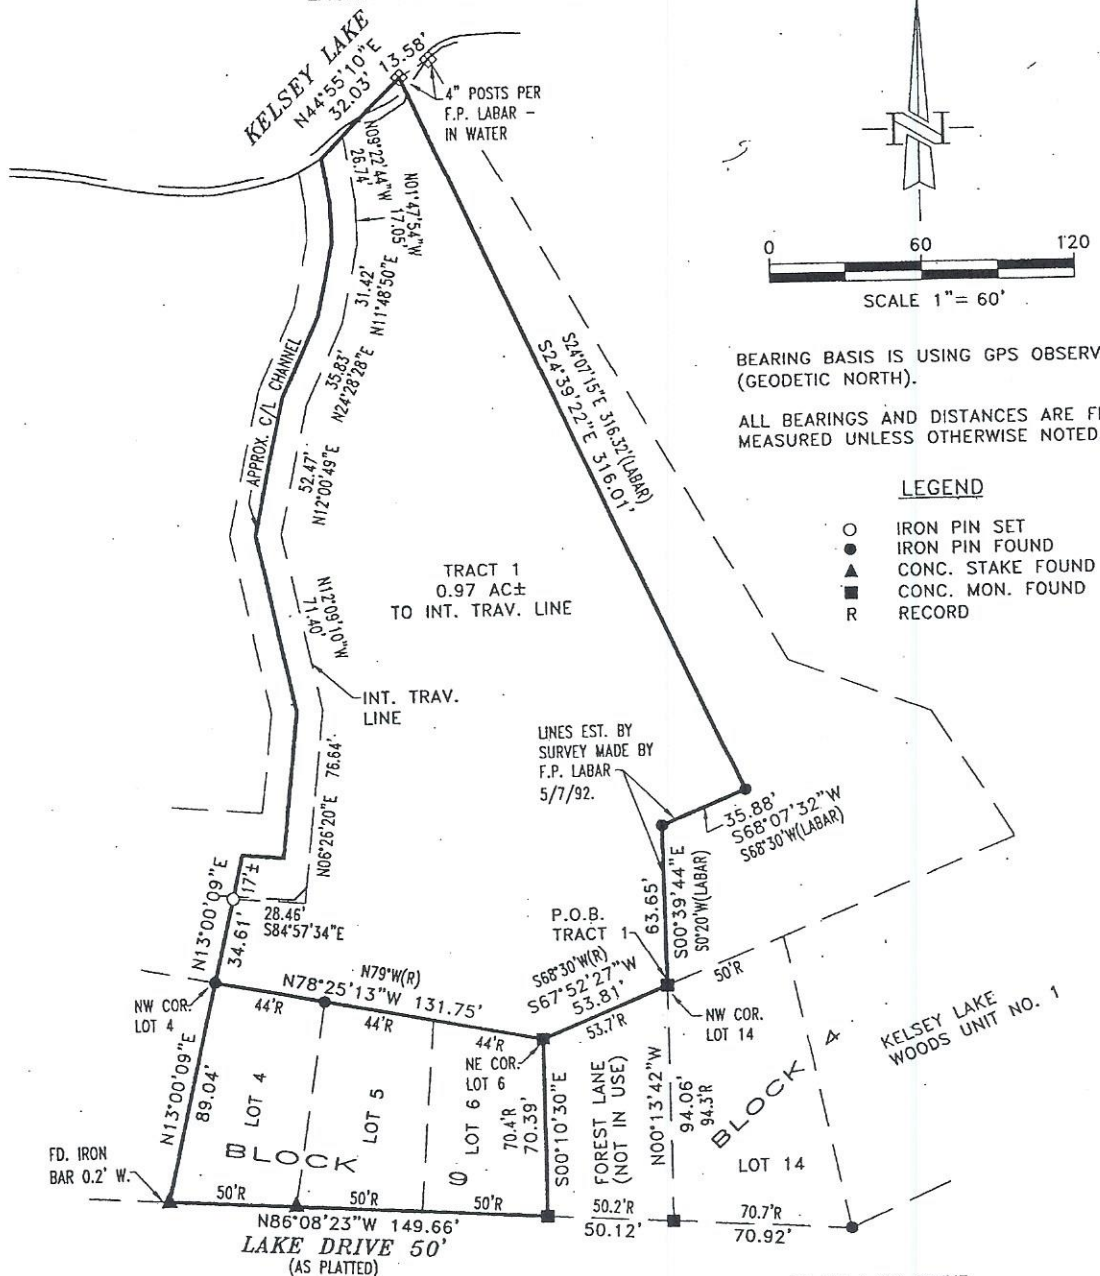 KELSEY LAKE
N44°55'10"E
32.03' 13.58'
4" POSTS PER
F.P. LABAR –
IN WATER
N09°22'44"W
26.74'
N01°47'54"W
17.05'
31.42'
N11°48'50"E
35.83'
N24°28'28"E
APPROX. C/L CHANNEL
52.47'
N12°00'49"E
N12°09'10"W
71.40'
INT. TRAV.
LINE
N06°26'20"E 76.64'
S24°07'15"E 316.32'(LABAR)
S24°39'22"E 316.01'
TRACT 1
0.97 AC±
TO INT. TRAV. LINE
0 60 120
SCALE 1"= 60'
BEARING BASIS IS USING GPS OBSERV
(GEODETIC NORTH).
ALL BEARINGS AND DISTANCES ARE FI
MEASURED UNLESS OTHERWISE NOTED
LEGEND
IRON PIN SET
IRON PIN FOUND
CONC. STAKE FOUND
CONC. MON. FOUND
R RECORD
LINES EST. BY
SURVEY MADE BY
F.P. LABAR
5/7/92.
35.88'
S68°07'32"W
S68°30'W(LABAR)
63.65'
S00°39'44"E
S0°20'W(LABAR)
P.O.B.
TRACT 1
17'±
28.46'
S84°57'34"E
N13°00'09"E
34.61'
N79°W(R)
N78°25'13"W 131.75'
44'R
44'R
44'R
S68°30'W(R)
S67°52'27"W
53.81'
53.7'R
50'R
NW COR.
LOT 4
NE COR.
LOT 6
NW COR.
LOT 14
KELSEY LAKE
WOODS UNIT NO. 1
N13°00'09"E
89.04'
LOT 4
LOT 5
LOT 6
70.4'R
70.39'
S00°10'30"E
FOREST LANE
(NOT IN USE)
N00°13'42"W
94.06'
94.3'R
BLOCK 4
LOT 14
BLOCK 9
FD. IRON
BAR 0.2' W.
50'R
50'R
50'R
50.2'R
50.12'
70.7'R
70.92'
N86°08'23"W 149.66'
LAKE DRIVE 50'
(AS PLATTED)